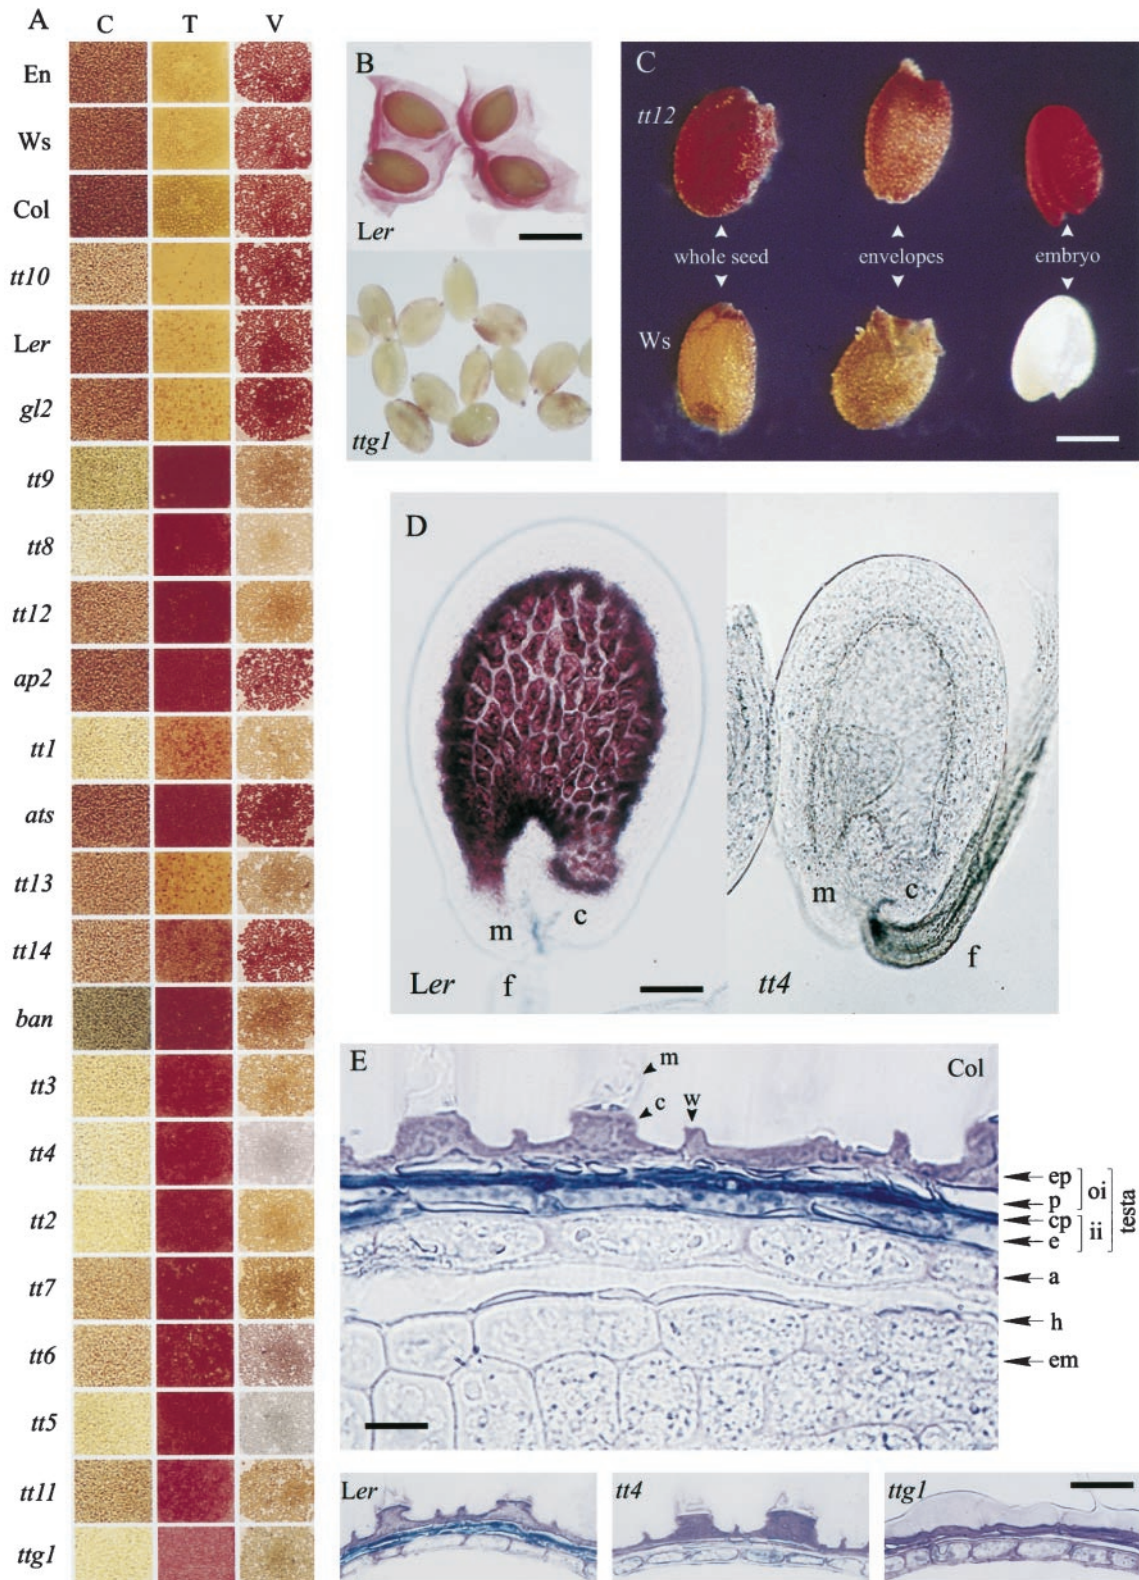 A
C T V
En
Ws
Col
tt10
Ler
gl2
tt9
tt8
tt12
ap2
tt1
ats
tt13
tt14
ban
tt3
tt4
tt2
tt7
tt6
tt5
tt11
ttg1
B
Ler
ttg1
C
tt12
whole seed envelopes embryo
Ws
D
m c
Ler f
m c
tt4 f
E Col
m
c w
ep
p
oi
cp
e
ii
testa
a
h
em
Ler
tt4
ttg1